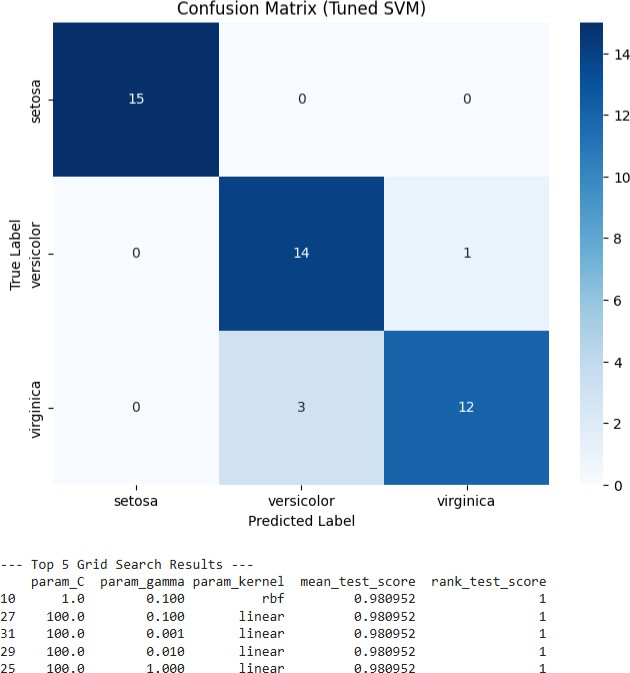 Confusion Matrix (Tuned SVM)
14
12
10
8
6
4
2
0
True Label
setosa
15 0 0
versicolor
0 14 1
virginica
0 3 12
setosa versicolor virginica
Predicted Label
--- Top 5 Grid Search Results ---
param_C param_gamma param_kernel mean_test_score rank_test_score
10 1.0 0.100 rbf 0.980952 1
27 100.0 0.100 linear 0.980952 1
31 100.0 0.001 linear 0.980952 1
29 100.0 0.010 linear 0.980952 1
25 100.0 1.000 linear 0.980952 1